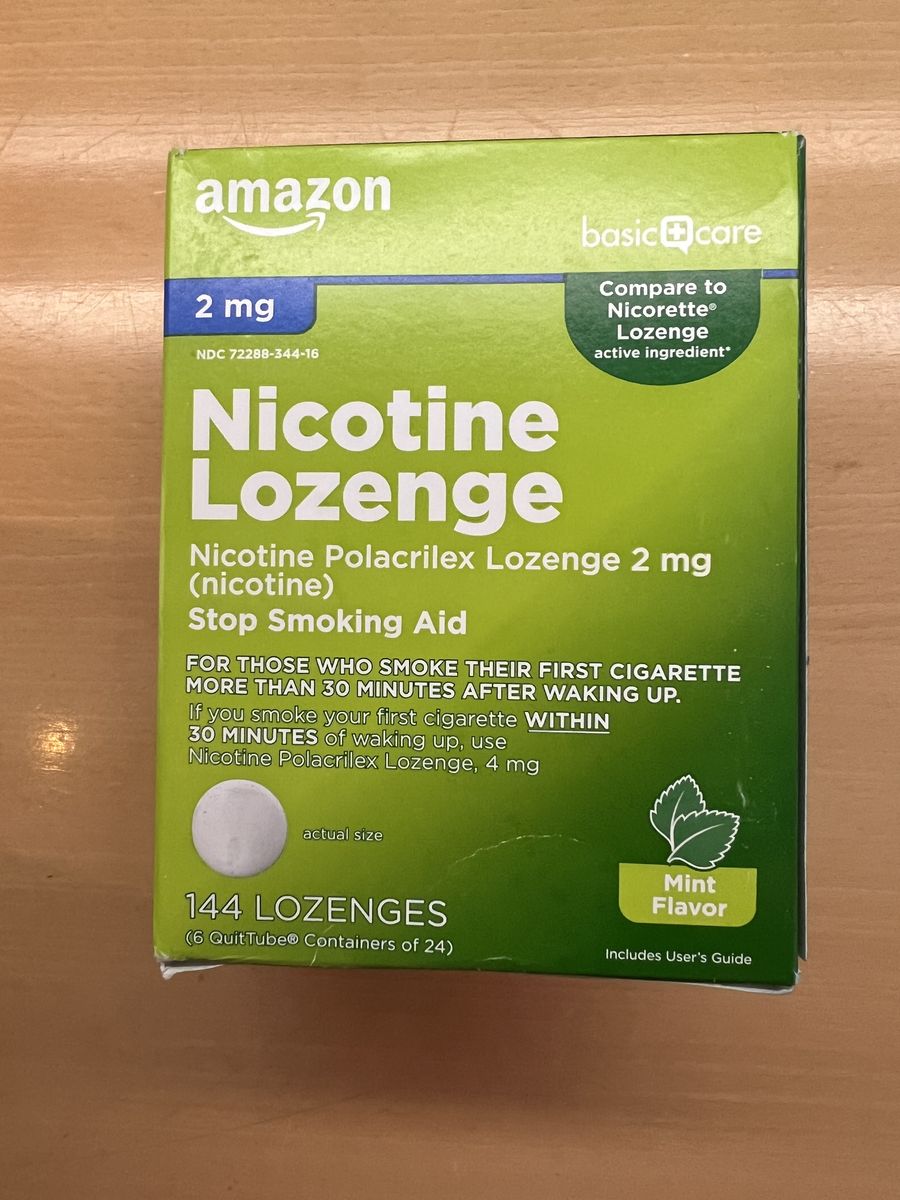 amazon
basic care
2 mg
Compare to
Nicorette®
Lozenge
active ingredient*
NDC 72288-344-16
Nicotine
Lozenge
Nicotine Polacrilex Lozenge 2 mg
(nicotine)
Stop Smoking Aid
FOR THOSE WHO SMOKE THEIR FIRST CIGARETTE
MORE THAN 30 MINUTES AFTER WAKING UP.
If you smoke your first cigarette WITHIN
30 MINUTES of waking up, use
Nicotine Polacrilex Lozenge, 4 mg
actual size
Mint
Flavor
144 LOZENGES
(6 QuitTube® Containers of 24)
Includes User's Guide